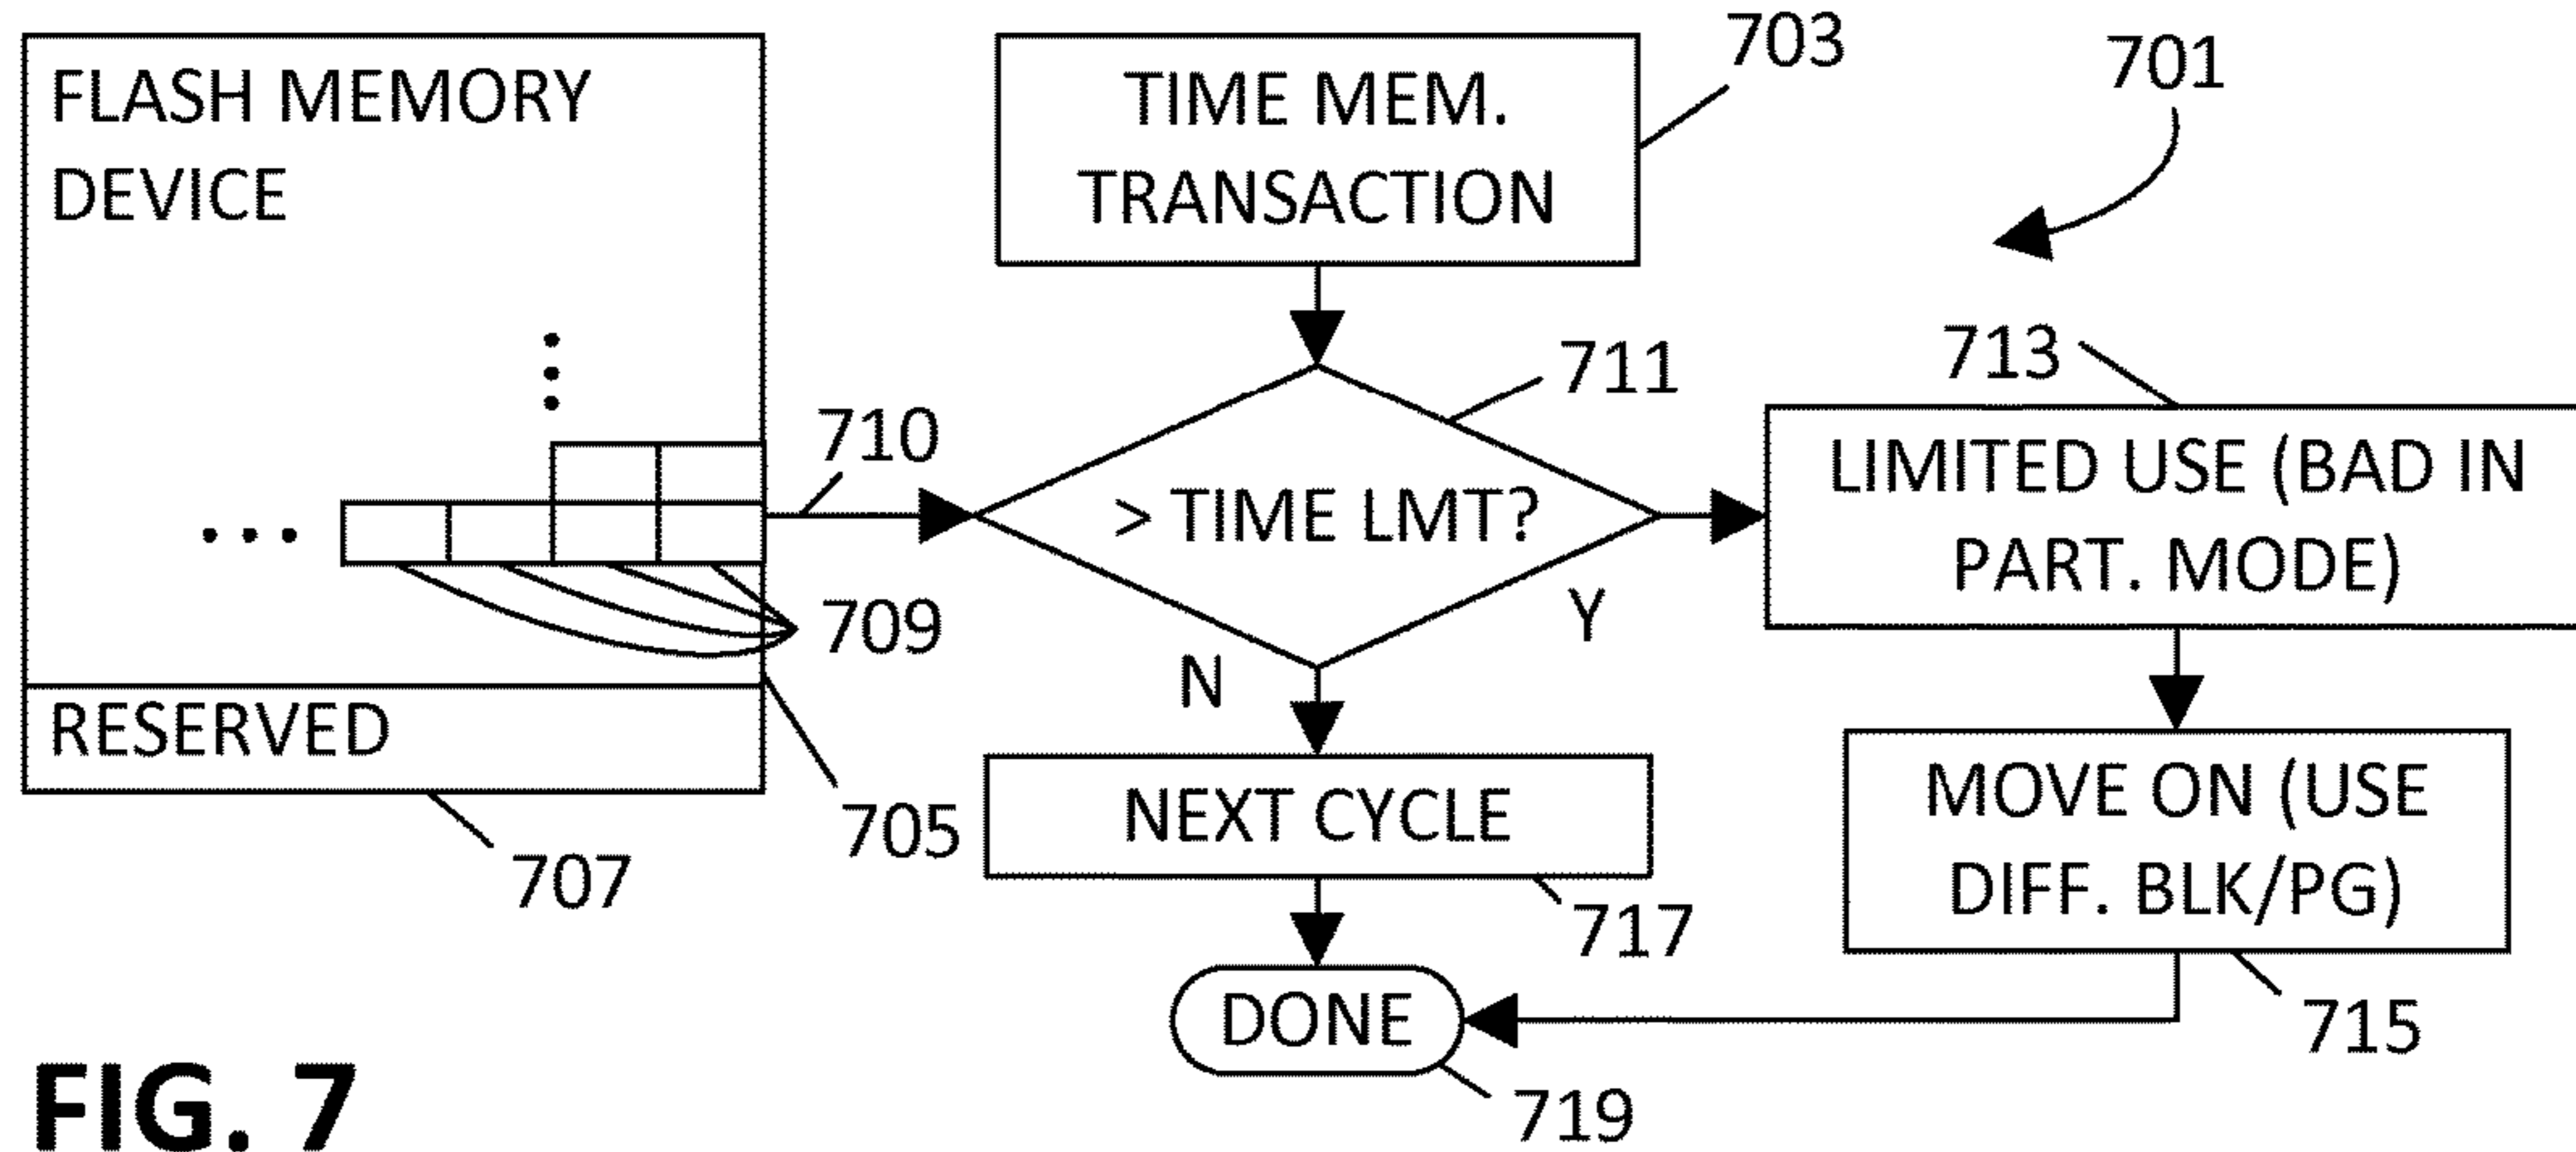 FLASH MEMORY
DEVICE
RESERVED
707
705
709
710
TIME MEM.
TRANSACTION
703
701
> TIME LMT?
711
Y
N
713
LIMITED USE (BAD IN
PART. MODE)
MOVE ON (USE
DIFF. BLK/PG)
715
NEXT CYCLE
717
DONE
719
FIG. 7